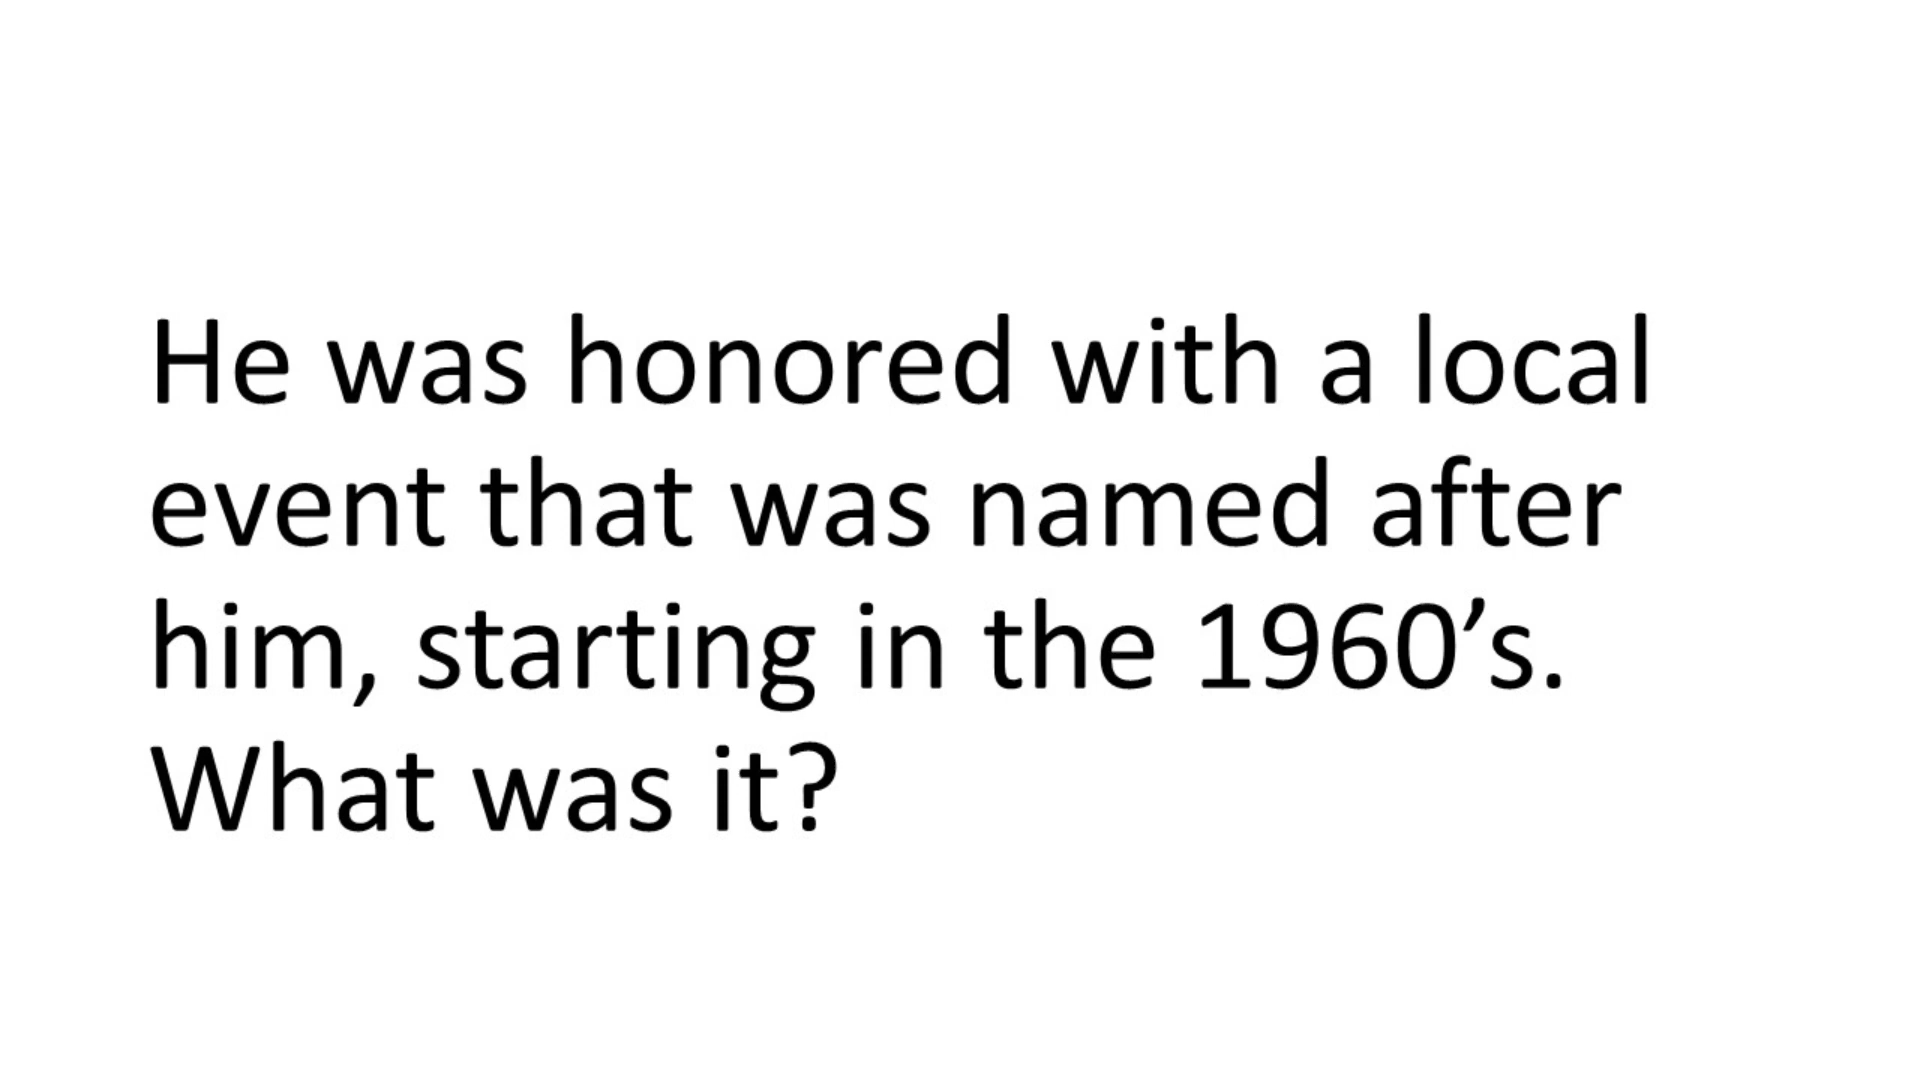 He was honored with a local
event that was named after
him, starting in the 1960’s.
What was it?